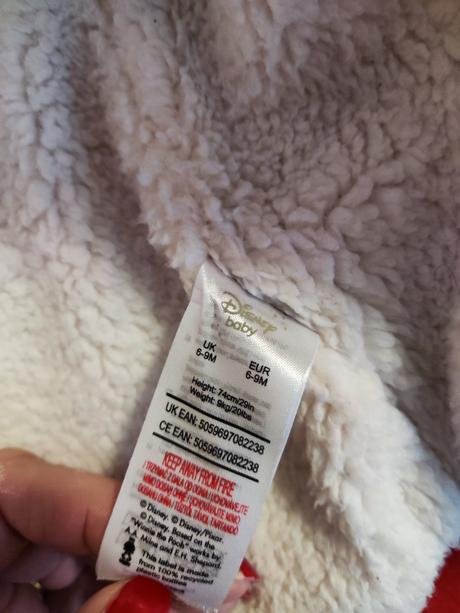 Disney
baby
UK
6-9M
EUR
6-9M
Height: 74cm/29in
Weight: 9kg/20lbs
UK EAN: 5059697082238
CE EAN: 5059697082238
KEEP AWAY FROM FIRE
© Disney. © Disney/Pixar.
© Disney. Based on the
"Winnie the Pooh" works by
A.A. Milne and E.H. Shepard.
This label is made
from 100% recycled
plastic bottles